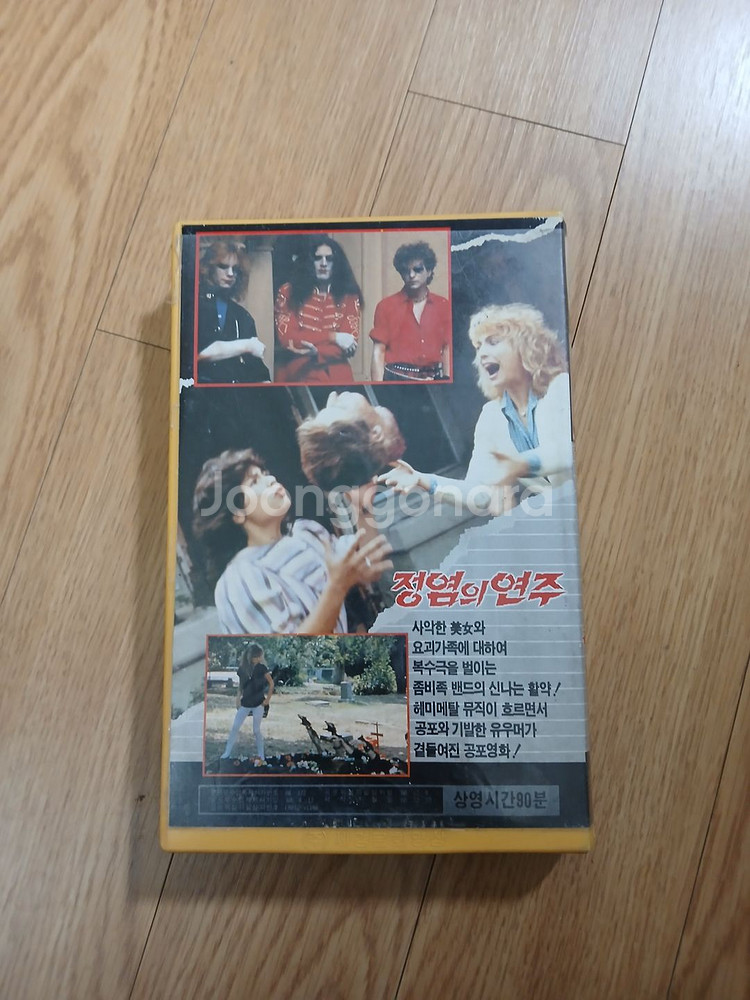 Joonggonara
정염의 연주
사악한 美女와
요괴가족에 대하여
복수극을 벌이는
좀비족 밴드의 신나는 활약!
헤미메탈 뮤직이 흐르면서
공포와 기발한 유우머가
곁들여진 공포영화!
상영시간90분